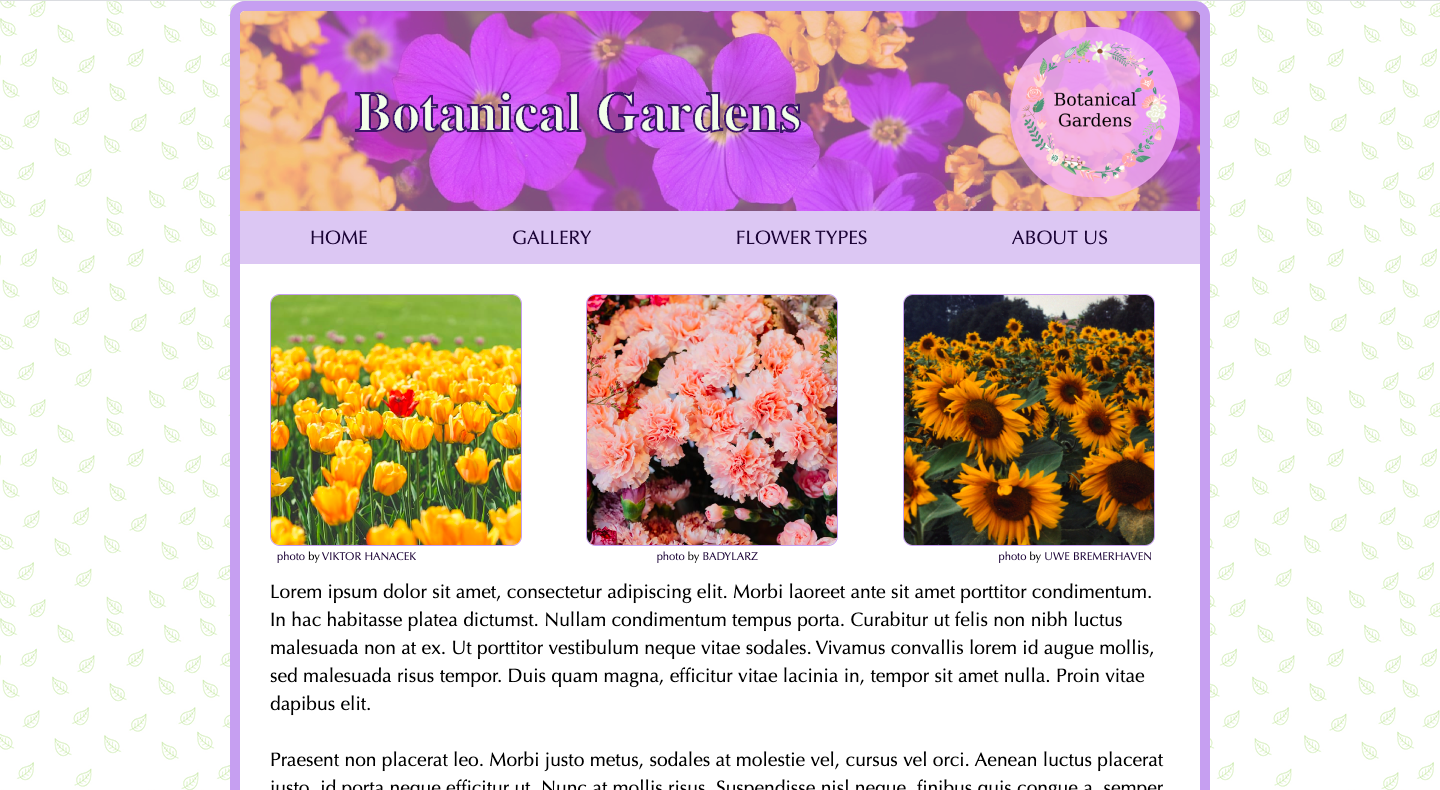 Botanical Gardens
Botanical
Gardens
HOME GALLERY FLOWER TYPES ABOUT US
photo by VIKTOR HANACEK photo by BADYLARZ photo by UWE BREMERHAVEN
Lorem ipsum dolor sit amet, consectetur adipiscing elit. Morbi laoreet ante sit amet porttitor condimentum.
In hac habitasse platea dictumst. Nullam condimentum tempus porta. Curabitur ut felis non nibh luctus
malesuada non at ex. Ut porttitor vestibulum neque vitae sodales. Vivamus convallis lorem id augue mollis,
sed malesuada risus tempor. Duis quam magna, efficitur vitae lacinia in, tempor sit amet nulla. Proin vitae
dapibus elit.
Praesent non placerat leo. Morbi justo metus, sodales at molestie vel, cursus vel orci. Aenean luctus placerat
justo, id porta neque efficitur ut. Nunc at mollis risus. Suspendisse nisl neque, finibus quis congue a, semper